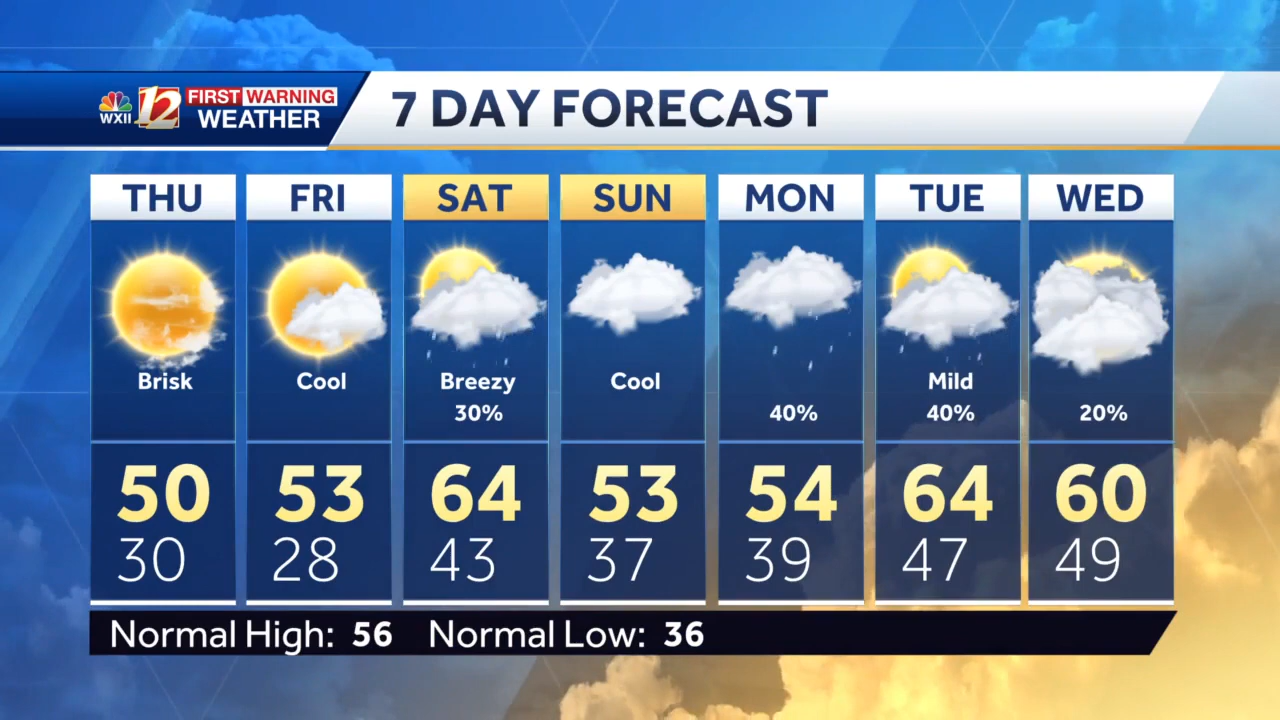 WXII 12 FIRST WARNING
WEATHER
7 DAY FORECAST
THU FRI SAT SUN MON TUE WED
Brisk Cool Breezy Cool Mild
30% 40% 40% 20%
50 53 64 53 54 64 60
30 28 43 37 39 47 49
Normal High: 56 Normal Low: 36